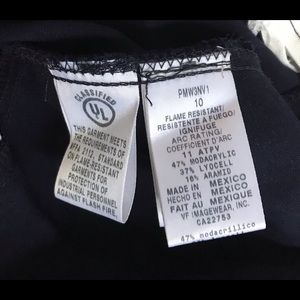 CLASSIFIED
UL
THIS GARMENT MEETS
THE REQUIREMENTS OF
NFPA 2112, STANDARD
ON FLAME-RESISTANT
GARMENTS FOR
PROTECTION OF
INDUSTRIAL PERSONNEL
AGAINST FLASH FIRE.
PMW3NV1
10
FLAME RESISTANT/
RESISTENTE A FUEGO/
IGNIFUGE
ARC RATING/
COEFFICIENT D'ARC
11 ATPV
47% MODACRYLIC
37% LYOCELL
16% ARAMID
MADE IN MEXICO
HECHO EN MEXICO
FAIT AU MEXIQUE
VF IMAGEWEAR, INC.
CA22753
47% modacrilico